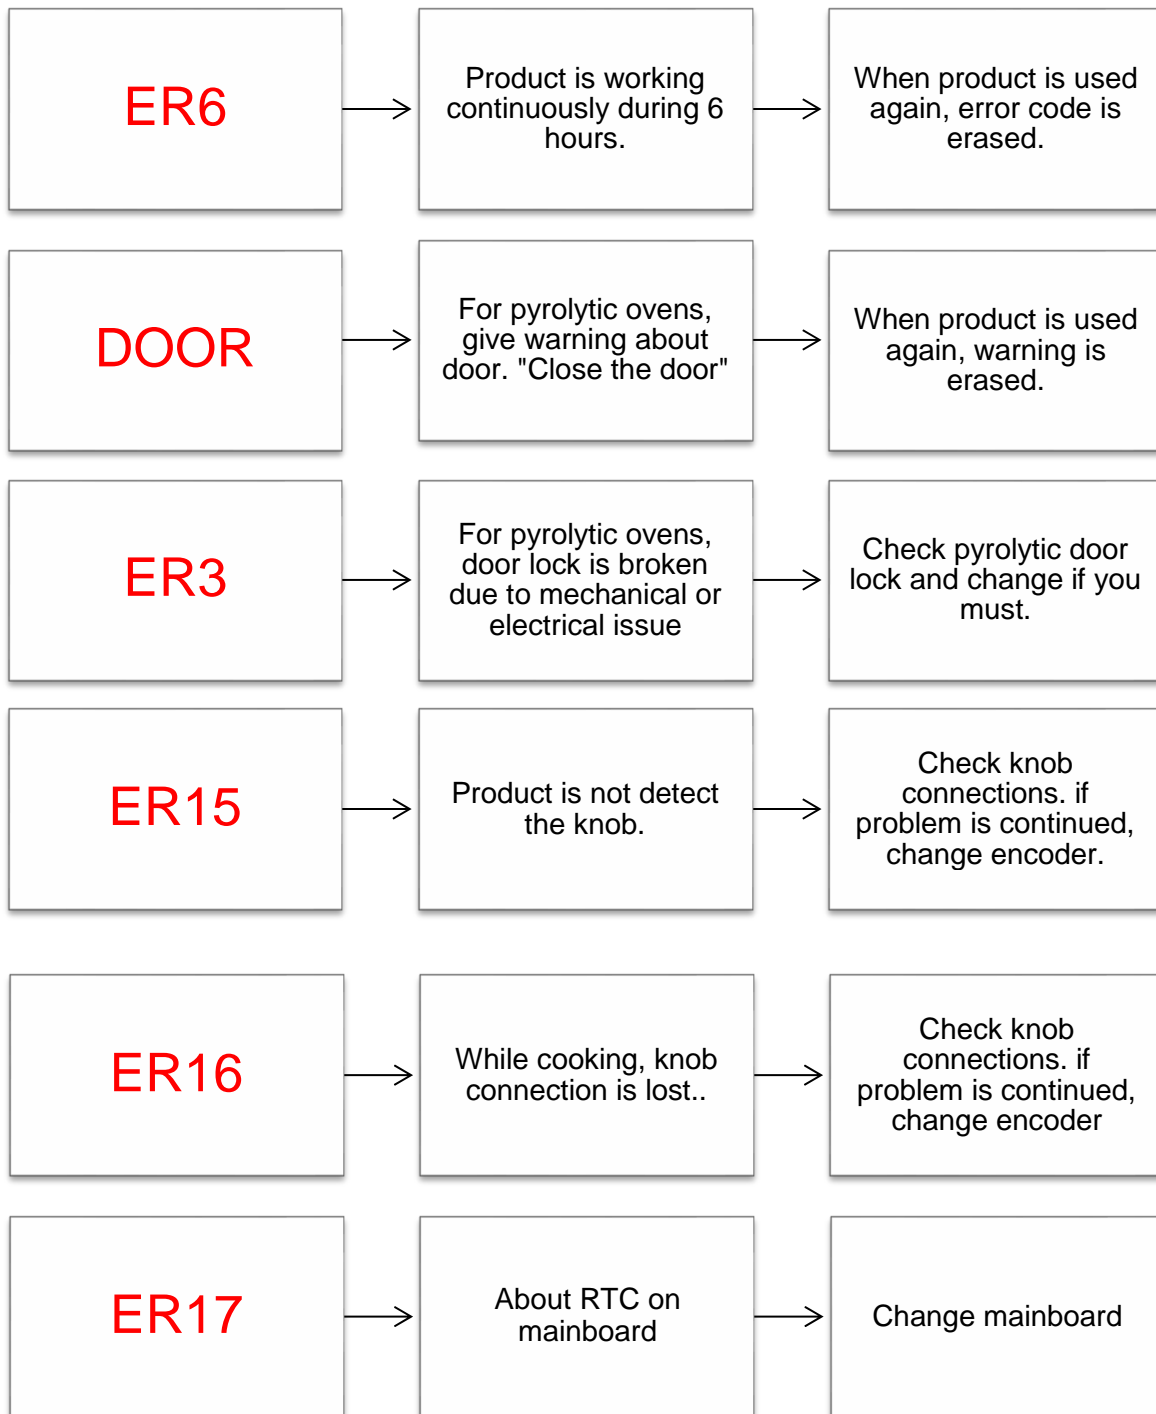 ER6
Product is working
continuously during 6
hours.
When product is used
again, error code is
erased.
DOOR
For pyrolytic ovens,
give warning about
door. "Close the door"
When product is used
again, warning is
erased.
ER3
For pyrolytic ovens,
door lock is broken
due to mechanical or
electrical issue
Check pyrolytic door
lock and change if you
must.
ER15
Product is not detect
the knob.
Check knob
connections. if
problem is continued,
change encoder.
ER16
While cooking, knob
connection is lost..
Check knob
connections. if
problem is continued,
change encoder
ER17
About RTC on
mainboard
Change mainboard